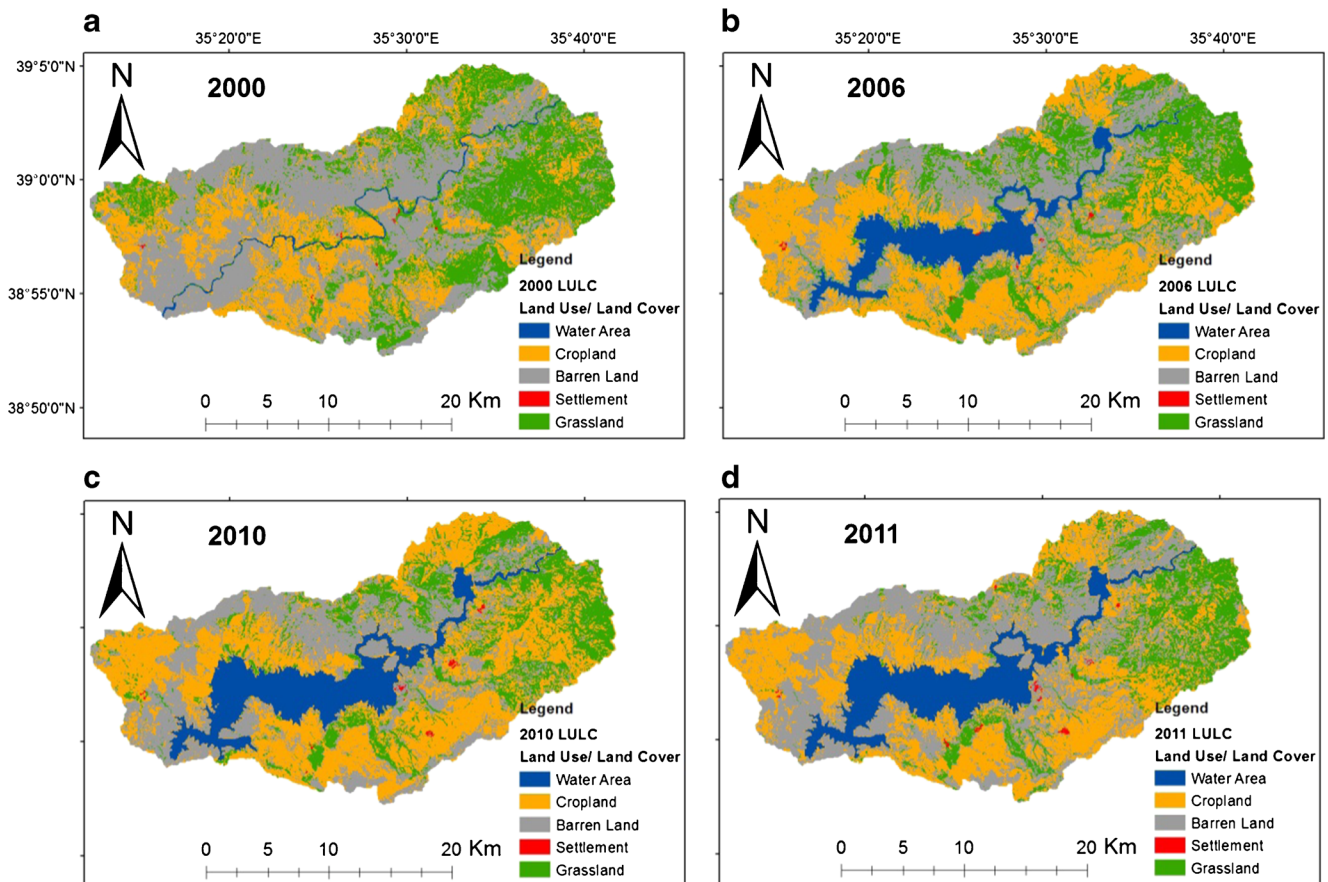 a
35°20'0"E 35°30'0"E 35°40'0"E
39°5'0"N
39°0'0"N
38°55'0"N
38°50'0"N
N
2000
Legend
2000 LULC
Land Use/ Land Cover
Water Area
Cropland
Barren Land
Settlement
Grassland
0 5 10 20 Km
b
35°20'0"E 35°30'0"E 35°40'0"E
N
2006
Legend
2006 LULC
Land Use/ Land Cover
Water Area
Cropland
Barren Land
Settlement
Grassland
0 5 10 20 Km
c
N
2010
Legend
2010 LULC
Land Use/ Land Cover
Water Area
Cropland
Barren Land
Settlement
Grassland
0 5 10 20 Km
d
N
2011
Legend
2011 LULC
Land Use/ Land Cover
Water Area
Cropland
Barren Land
Settlement
Grassland
0 5 10 20 Km